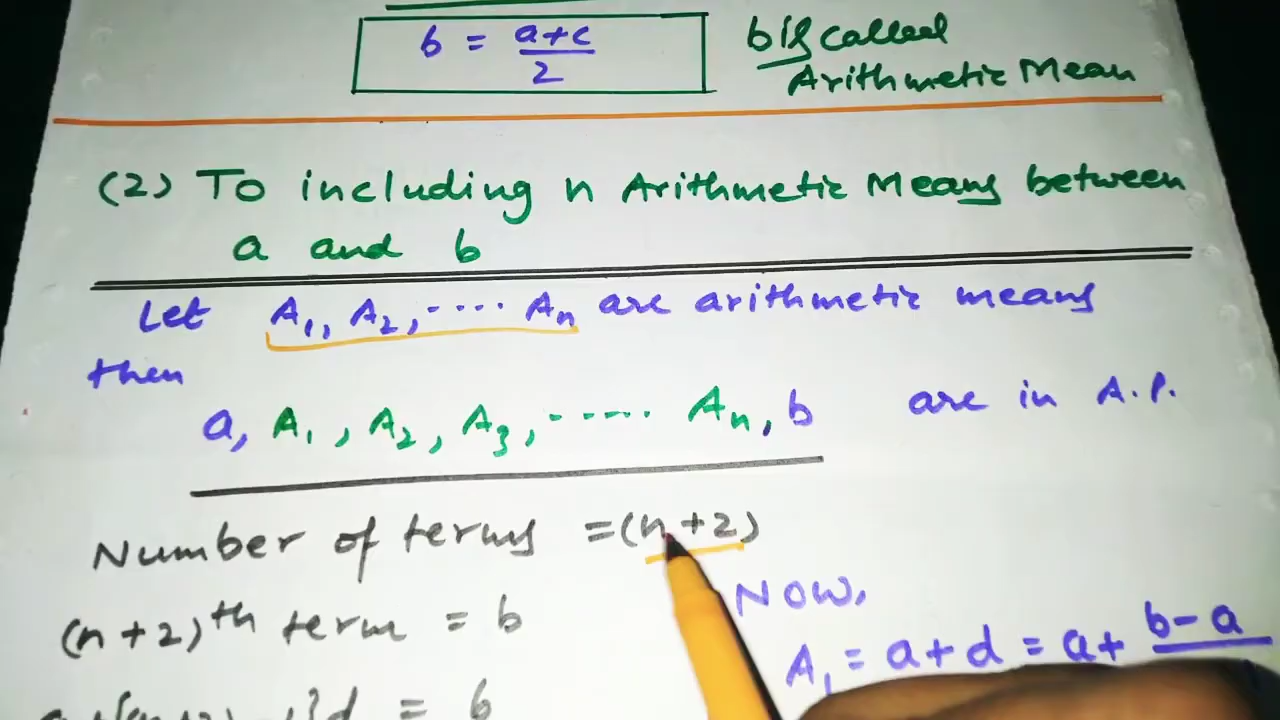 b = a+c / 2
b is called
Arithmetic Mean
(2) To including n Arithmetic Means between
a and b
Let A₁, A₂, ..... Aₙ are arithmetic means
then
a, A₁, A₂, A₃, ...... Aₙ, b are in A.P.
Number of terms = (n+2)
(n+2)ᵗʰ term = b
Now,
A₁ = a+d = a+ b-a
d = b